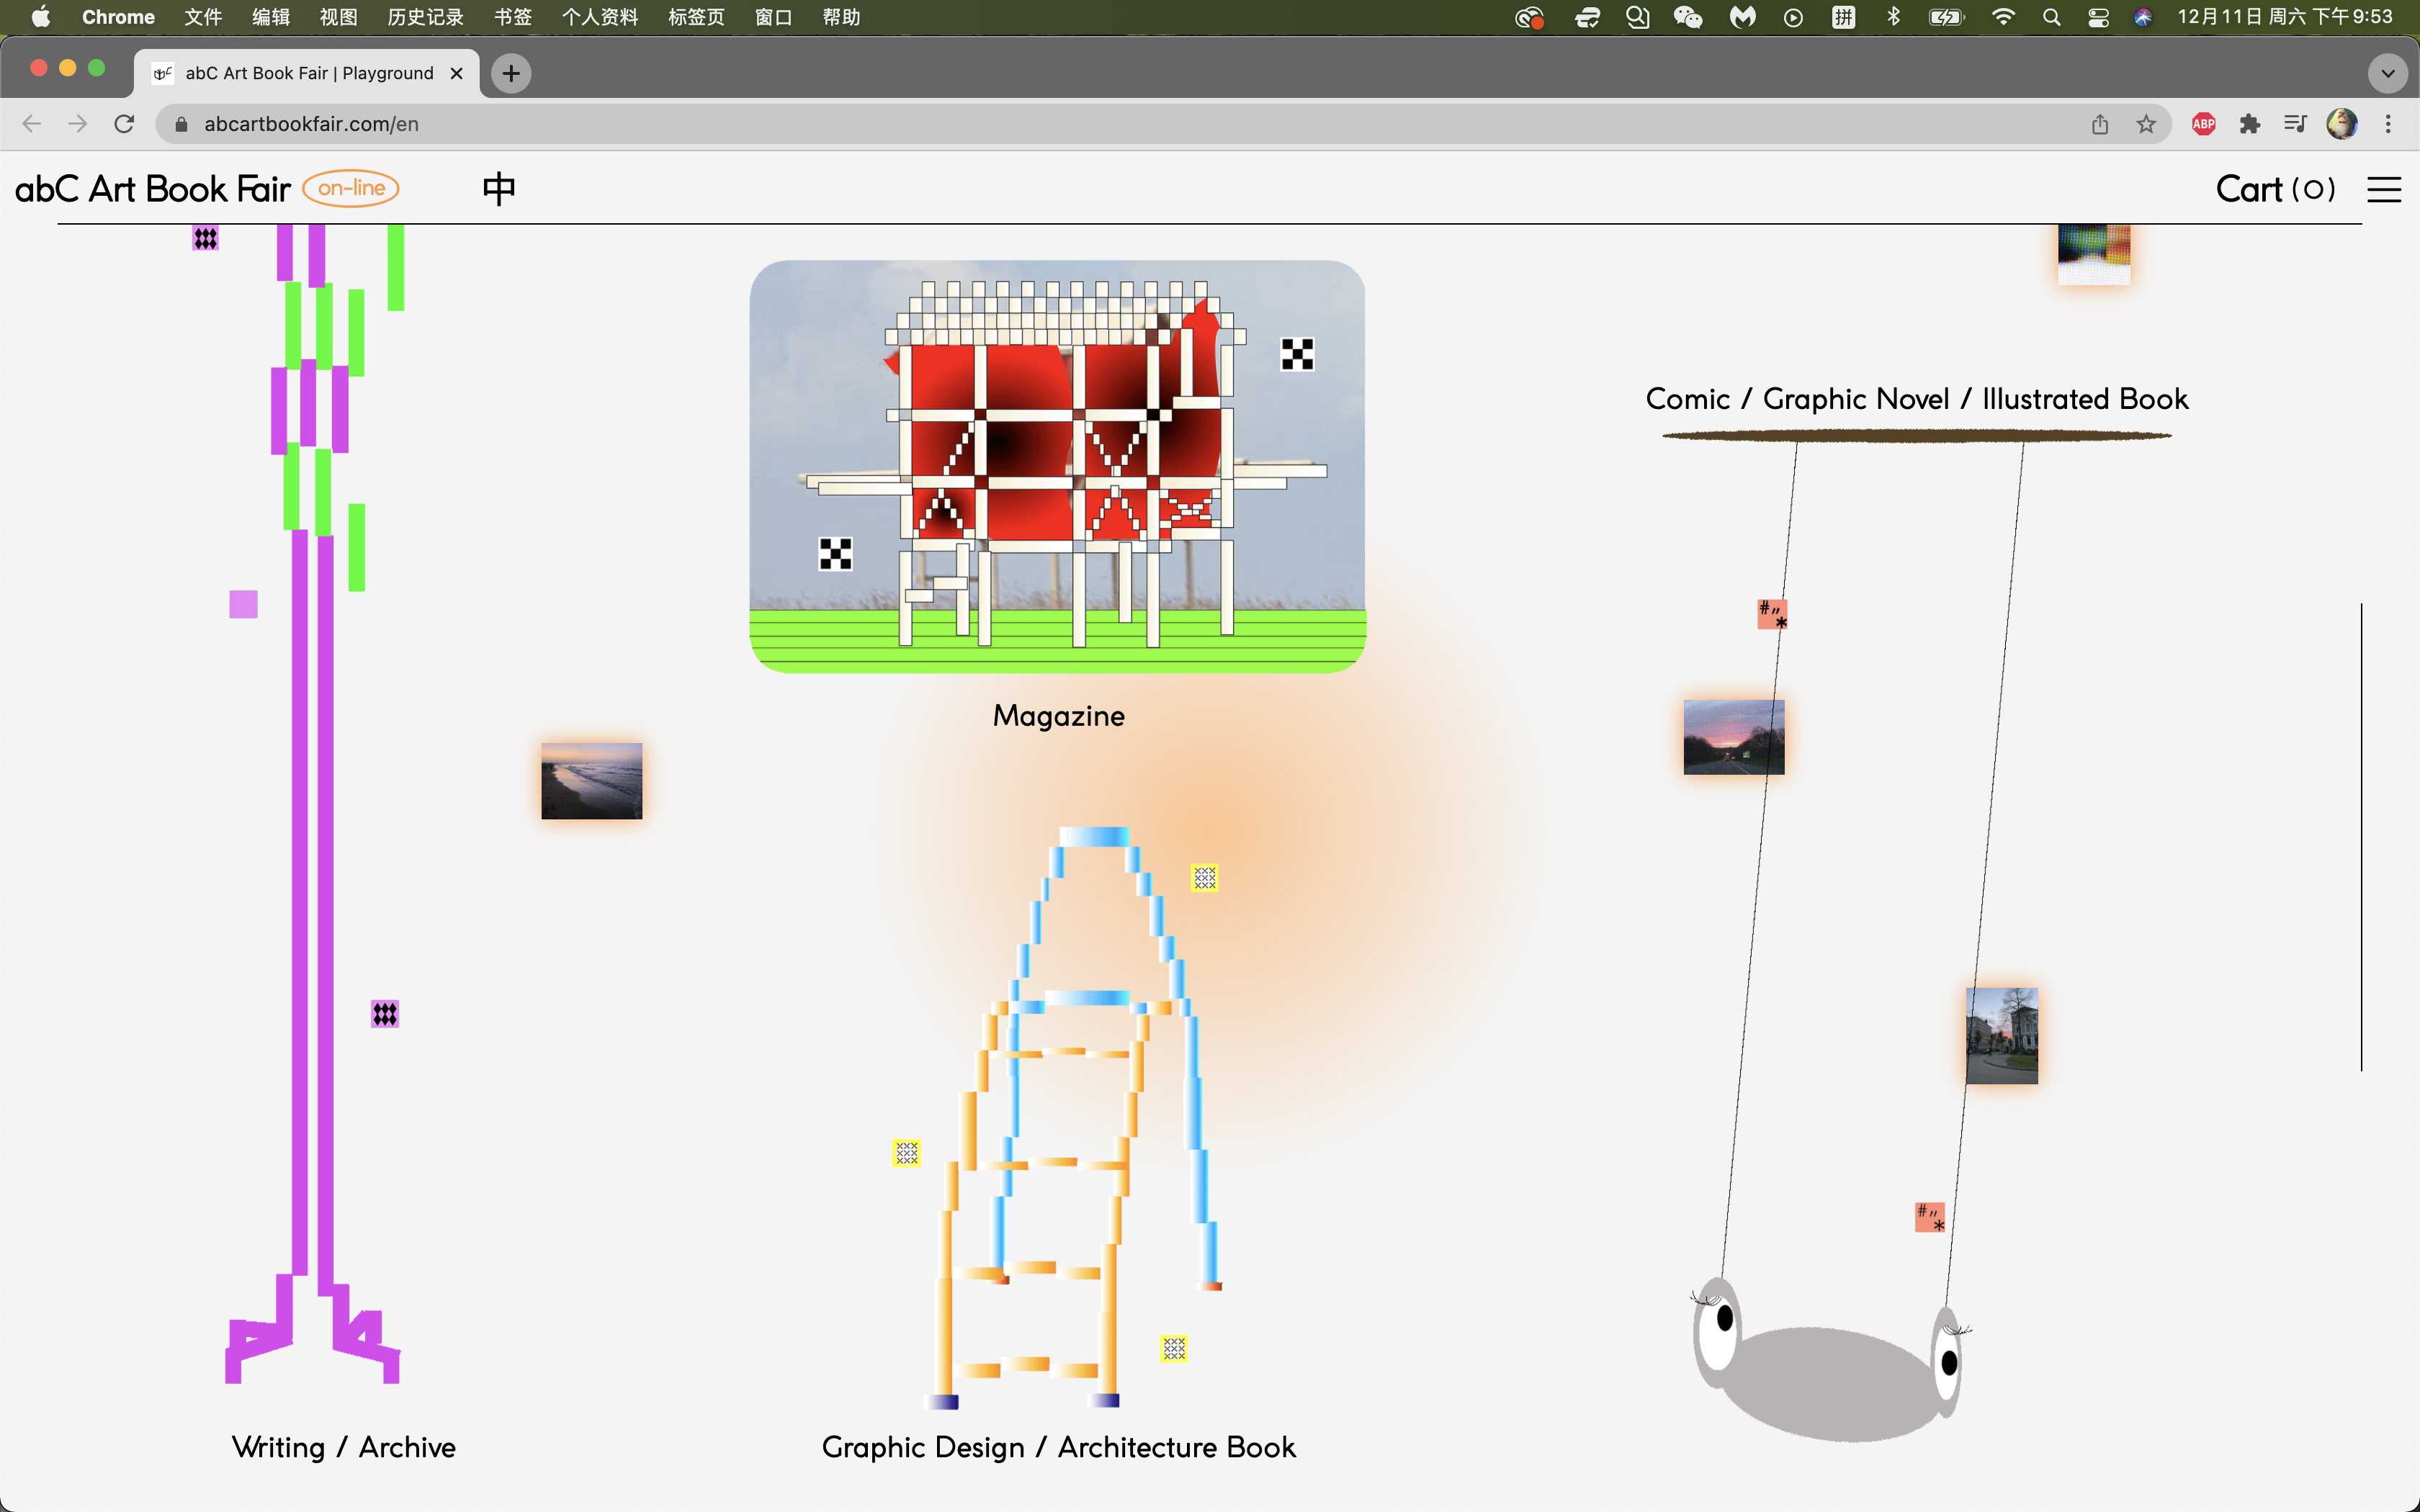 Chrome 文件 编辑 视图 历史记录 书签 个人资料 标签页 窗口 帮助 拼 12月11日 周六 下午9:53
abC Art Book Fair | Playground
abcartbookfair.com/en ABP
abC Art Book Fair on-line 中 Cart (0)
Comic / Graphic Novel / Illustrated Book
#〃
*
Magazine
#〃
*
Writing / Archive
Graphic Design / Architecture Book